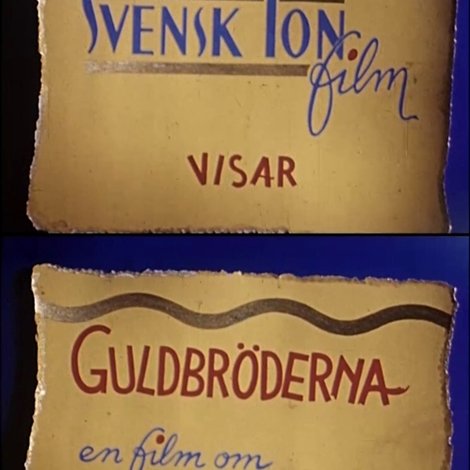 SVENSK TON
film
VISAR
GULDBRÖDERNA
en film om